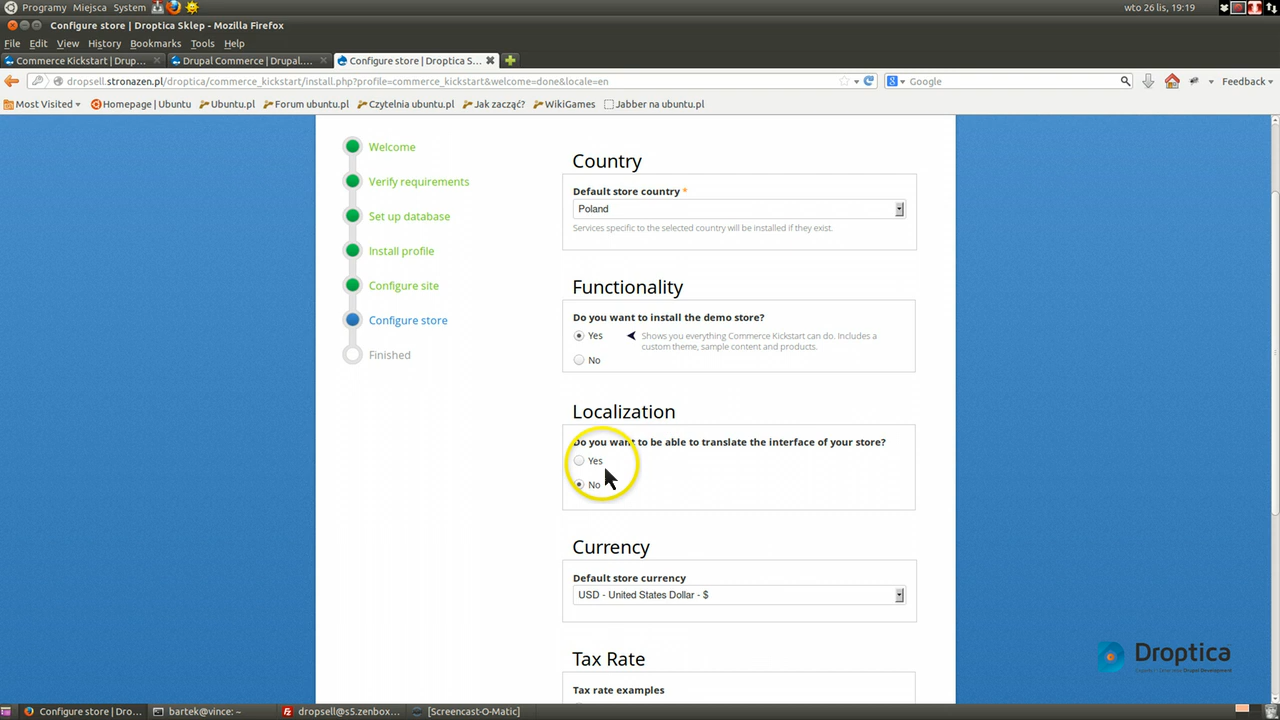 Programy Miejsca System
wto 26 lis, 19:19
Configure store | Droptica Sklep - Mozilla Firefox
File Edit View History Bookmarks Tools Help
Commerce Kickstart | Drup...
Drupal Commerce | Drupal....
Configure store | Droptica S...
dropsell.stronazen.pl/droptica/commerce_kickstart/install.php?profile=commerce_kickstart&welcome=done&locale=en
Google
Feedback
Most Visited
Homepage | Ubuntu
Ubuntu.pl
Forum ubuntu.pl
Czytelnia ubuntu.pl
Jak zacząć?
WikiGames
Jabber na ubuntu.pl
Welcome
Verify requirements
Set up database
Install profile
Configure site
Configure store
Finished
Country
Default store country *
Poland
Services specific to the selected country will be installed if they exist.
Functionality
Do you want to install the demo store?
Yes
Shows you everything Commerce Kickstart can do. Includes a
custom theme, sample content and products.
No
Localization
Do you want to be able to translate the interface of your store?
Yes
No
Currency
Default store currency
USD - United States Dollar - $
Tax Rate
Tax rate examples
Droptica
Configure store | Dro...
bartek@vince: ~
dropsell@s5.zenbox...
[Screencast-O-Matic]